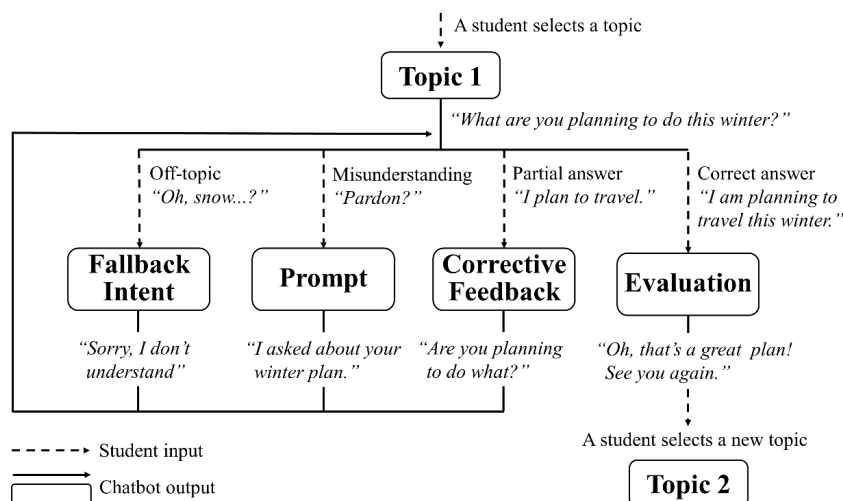 A student selects a topic
Topic 1
“What are you planning to do this winter?”
Off-topic
“Oh, snow...?”
Misunderstanding
“Pardon?”
Partial answer
“I plan to travel.”
Correct answer
“I am planning to
travel this winter.”
Fallback
Intent
Prompt
Corrective
Feedback
Evaluation
“Sorry, I don’t
understand”
“I asked about your
winter plan.”
“Are you planning
to do what?”
“Oh, that’s a great plan!
See you again.”
A student selects a new topic
Topic 2
Student input
Chatbot output